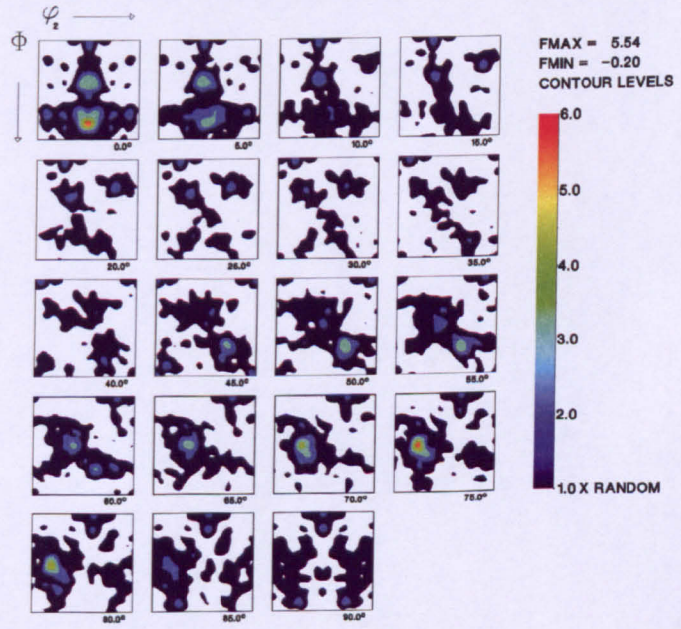 φ₂
Φ
FMAX = 5.54
FMIN = -0.20
CONTOUR LEVELS
0.0° 5.0° 10.0° 15.0°
20.0° 25.0° 30.0° 35.0°
40.0° 45.0° 50.0° 55.0°
60.0° 65.0° 70.0° 75.0°
80.0° 85.0° 90.0°
6.0
5.0
4.0
3.0
2.0
1.0 X RANDOM